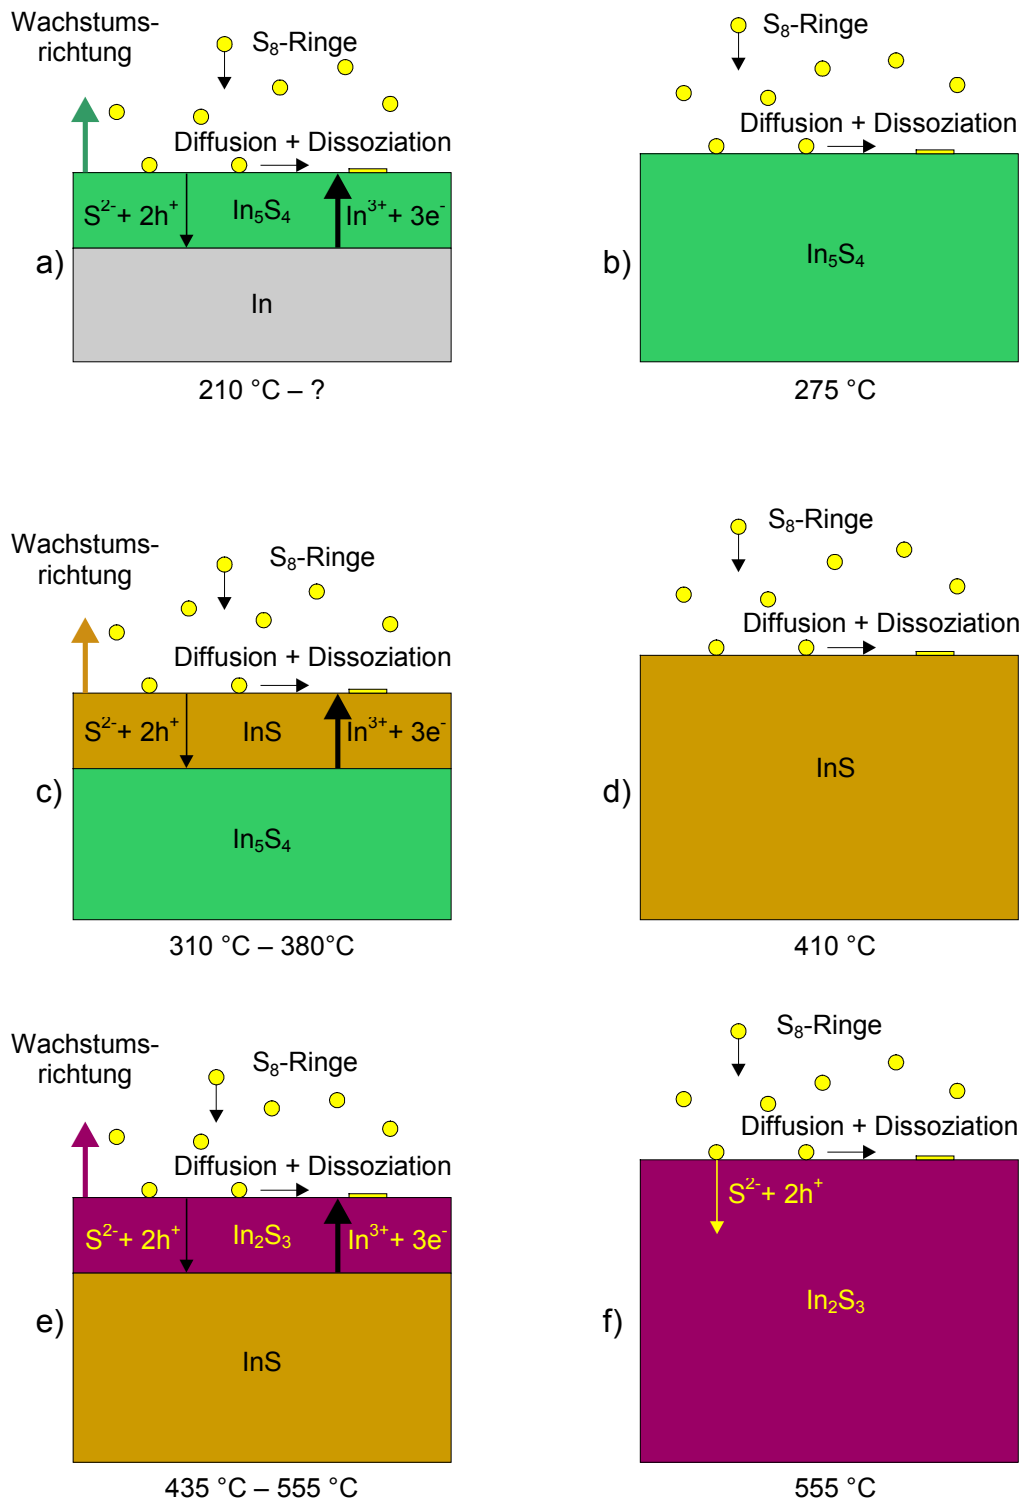 Wachstums-
richtung
S₈-Ringe
Diffusion + Dissoziation
S²⁻+ 2h⁺
In₅S₄
In³⁺+ 3e⁻
a)
In
210 °C – ?
S₈-Ringe
Diffusion + Dissoziation
In₅S₄
b)
275 °C
Wachstums-
richtung
S₈-Ringe
Diffusion + Dissoziation
S²⁻+ 2h⁺
InS
In³⁺+ 3e⁻
c)
In₅S₄
310 °C – 380°C
S₈-Ringe
Diffusion + Dissoziation
InS
d)
410 °C
Wachstums-
richtung
S₈-Ringe
Diffusion + Dissoziation
S²⁻+ 2h⁺
In₂S₃
In³⁺+ 3e⁻
e)
InS
435 °C – 555 °C
S₈-Ringe
Diffusion + Dissoziation
S²⁻+ 2h⁺
In₂S₃
f)
555 °C